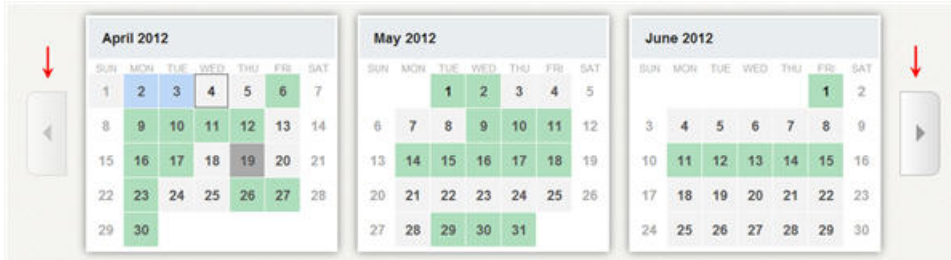 April 2012
SUN MON TUE WED THU FRI SAT
1 2 3 4 5 6 7
8 9 10 11 12 13 14
15 16 17 18 19 20 21
22 23 24 25 26 27 28
29 30
May 2012
SUN MON TUE WED THU FRI SAT
1 2 3 4 5
6 7 8 9 10 11 12
13 14 15 16 17 18 19
20 21 22 23 24 25 26
27 28 29 30 31
June 2012
SUN MON TUE WED THU FRI SAT
1 2
3 4 5 6 7 8 9
10 11 12 13 14 15 16
17 18 19 20 21 22 23
24 25 26 27 28 29 30